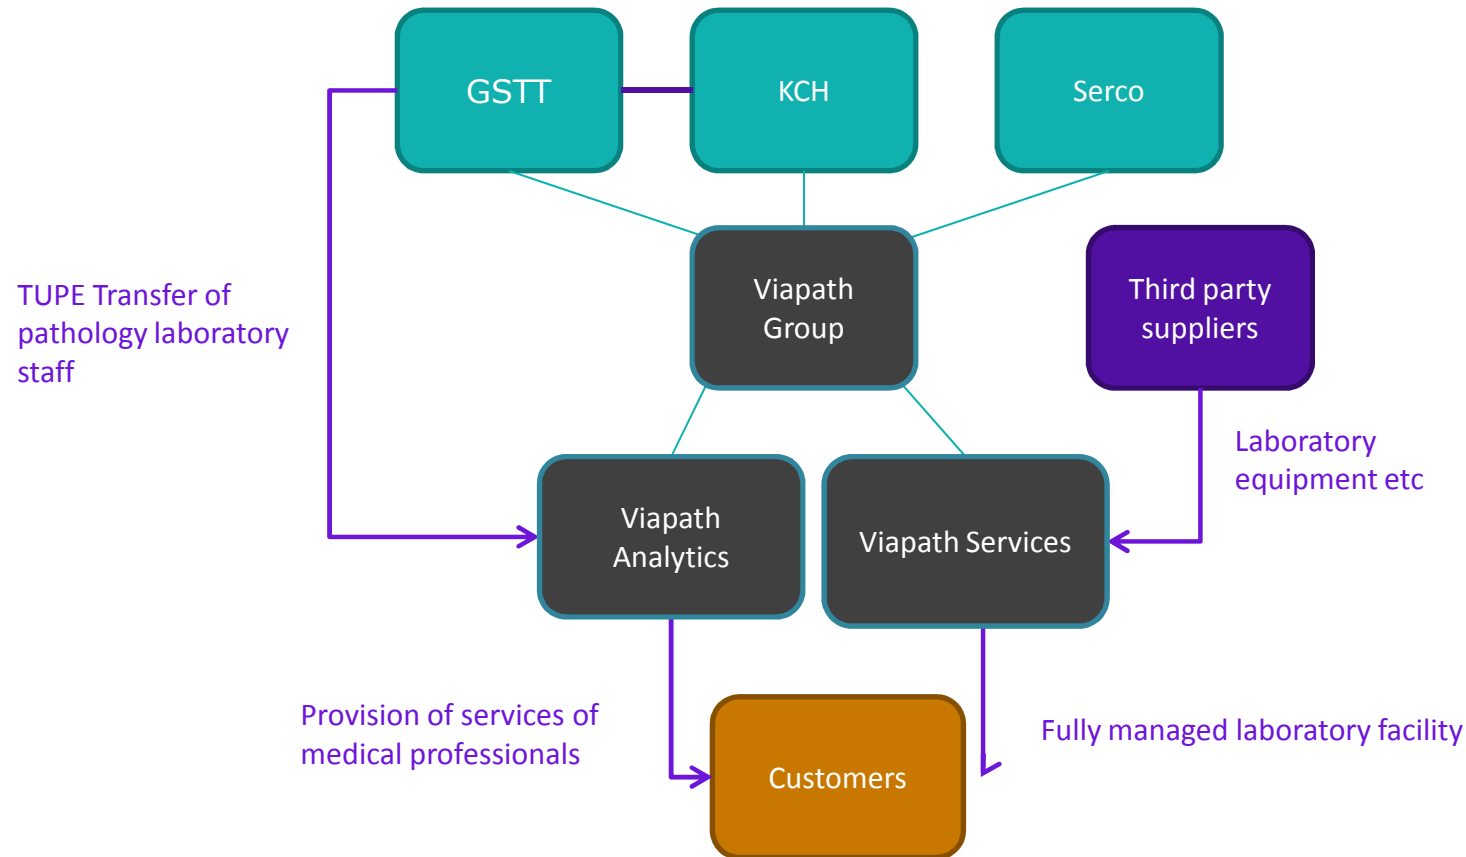 GSTT
KCH
Serco
Viapath
Group
Third party
suppliers
TUPE Transfer of
pathology laboratory
staff
Laboratory
equipment etc
Viapath
Analytics
Viapath Services
Provision of services of
medical professionals
Fully managed laboratory facility
Customers